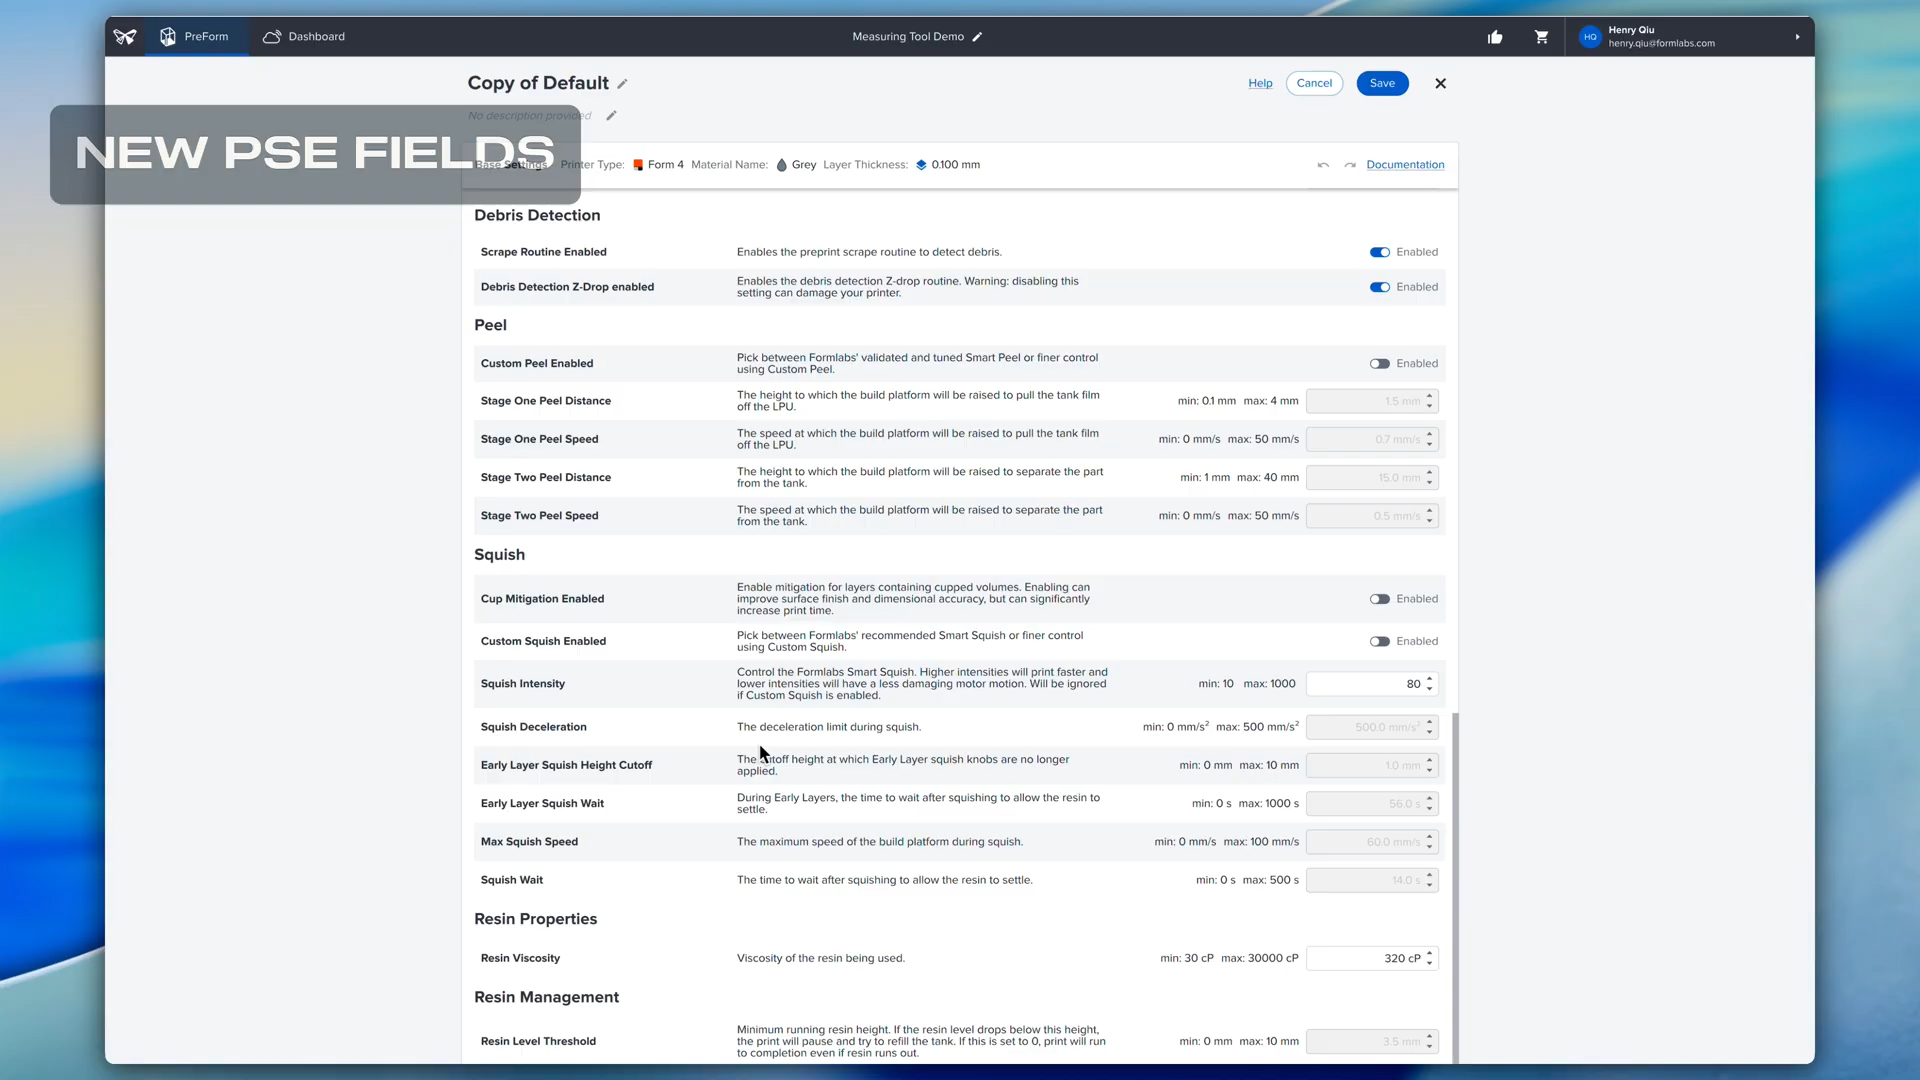 PreForm
Dashboard
Measuring Tool Demo
HQ
Henry Qiu
henry.qiu@formlabs.com
Copy of Default
Help
Cancel
Save
No description provided
NEW PSE FIELDS
Base Settings Printer Type: Form 4 Material Name: Grey Layer Thickness: 0.100 mm
Documentation
Debris Detection
Scrape Routine Enabled
Enables the preprint scrape routine to detect debris.
Enabled
Debris Detection Z-Drop enabled
Enables the debris detection Z-drop routine. Warning: disabling this
setting can damage your printer.
Enabled
Peel
Custom Peel Enabled
Pick between Formlabs' validated and tuned Smart Peel or finer control
using Custom Peel.
Enabled
Stage One Peel Distance
The height to which the build platform will be raised to pull the tank film
off the LPU.
min: 0.1 mm max: 4 mm
1.5 mm
Stage One Peel Speed
The speed at which the build platform will be raised to pull the tank film
off the LPU.
min: 0 mm/s max: 50 mm/s
0.7 mm/s
Stage Two Peel Distance
The height to which the build platform will be raised to separate the part
from the tank.
min: 1 mm max: 40 mm
15.0 mm
Stage Two Peel Speed
The speed at which the build platform will be raised to separate the part
from the tank.
min: 0 mm/s max: 50 mm/s
0.5 mm/s
Squish
Cup Mitigation Enabled
Enable mitigation for layers containing cupped volumes. Enabling can
improve surface finish and dimensional accuracy, but can significantly
increase print time.
Enabled
Custom Squish Enabled
Pick between Formlabs' recommended Smart Squish or finer control
using Custom Squish.
Enabled
Squish Intensity
Control the Formlabs Smart Squish. Higher intensities will print faster and
lower intensities will have a less damaging motor motion. Will be ignored
if Custom Squish is enabled.
min: 10 max: 1000
80
Squish Deceleration
The deceleration limit during squish.
min: 0 mm/s² max: 500 mm/s²
500.0 mm/s²
Early Layer Squish Height Cutoff
The cutoff height at which Early Layer squish knobs are no longer
applied.
min: 0 mm max: 10 mm
1.0 mm
Early Layer Squish Wait
During Early Layers, the time to wait after squishing to allow the resin to
settle.
min: 0 s max: 1000 s
56.0 s
Max Squish Speed
The maximum speed of the build platform during squish.
min: 0 mm/s max: 100 mm/s
60.0 mm/s
Squish Wait
The time to wait after squishing to allow the resin to settle.
min: 0 s max: 500 s
14.0 s
Resin Properties
Resin Viscosity
Viscosity of the resin being used.
min: 30 cP max: 30000 cP
320 cP
Resin Management
Resin Level Threshold
Minimum running resin height. If the resin level drops below this height,
the print will pause and try to refill the tank. If this is set to 0, print will run
to completion even if resin runs out.
min: 0 mm max: 10 mm
3.5 mm